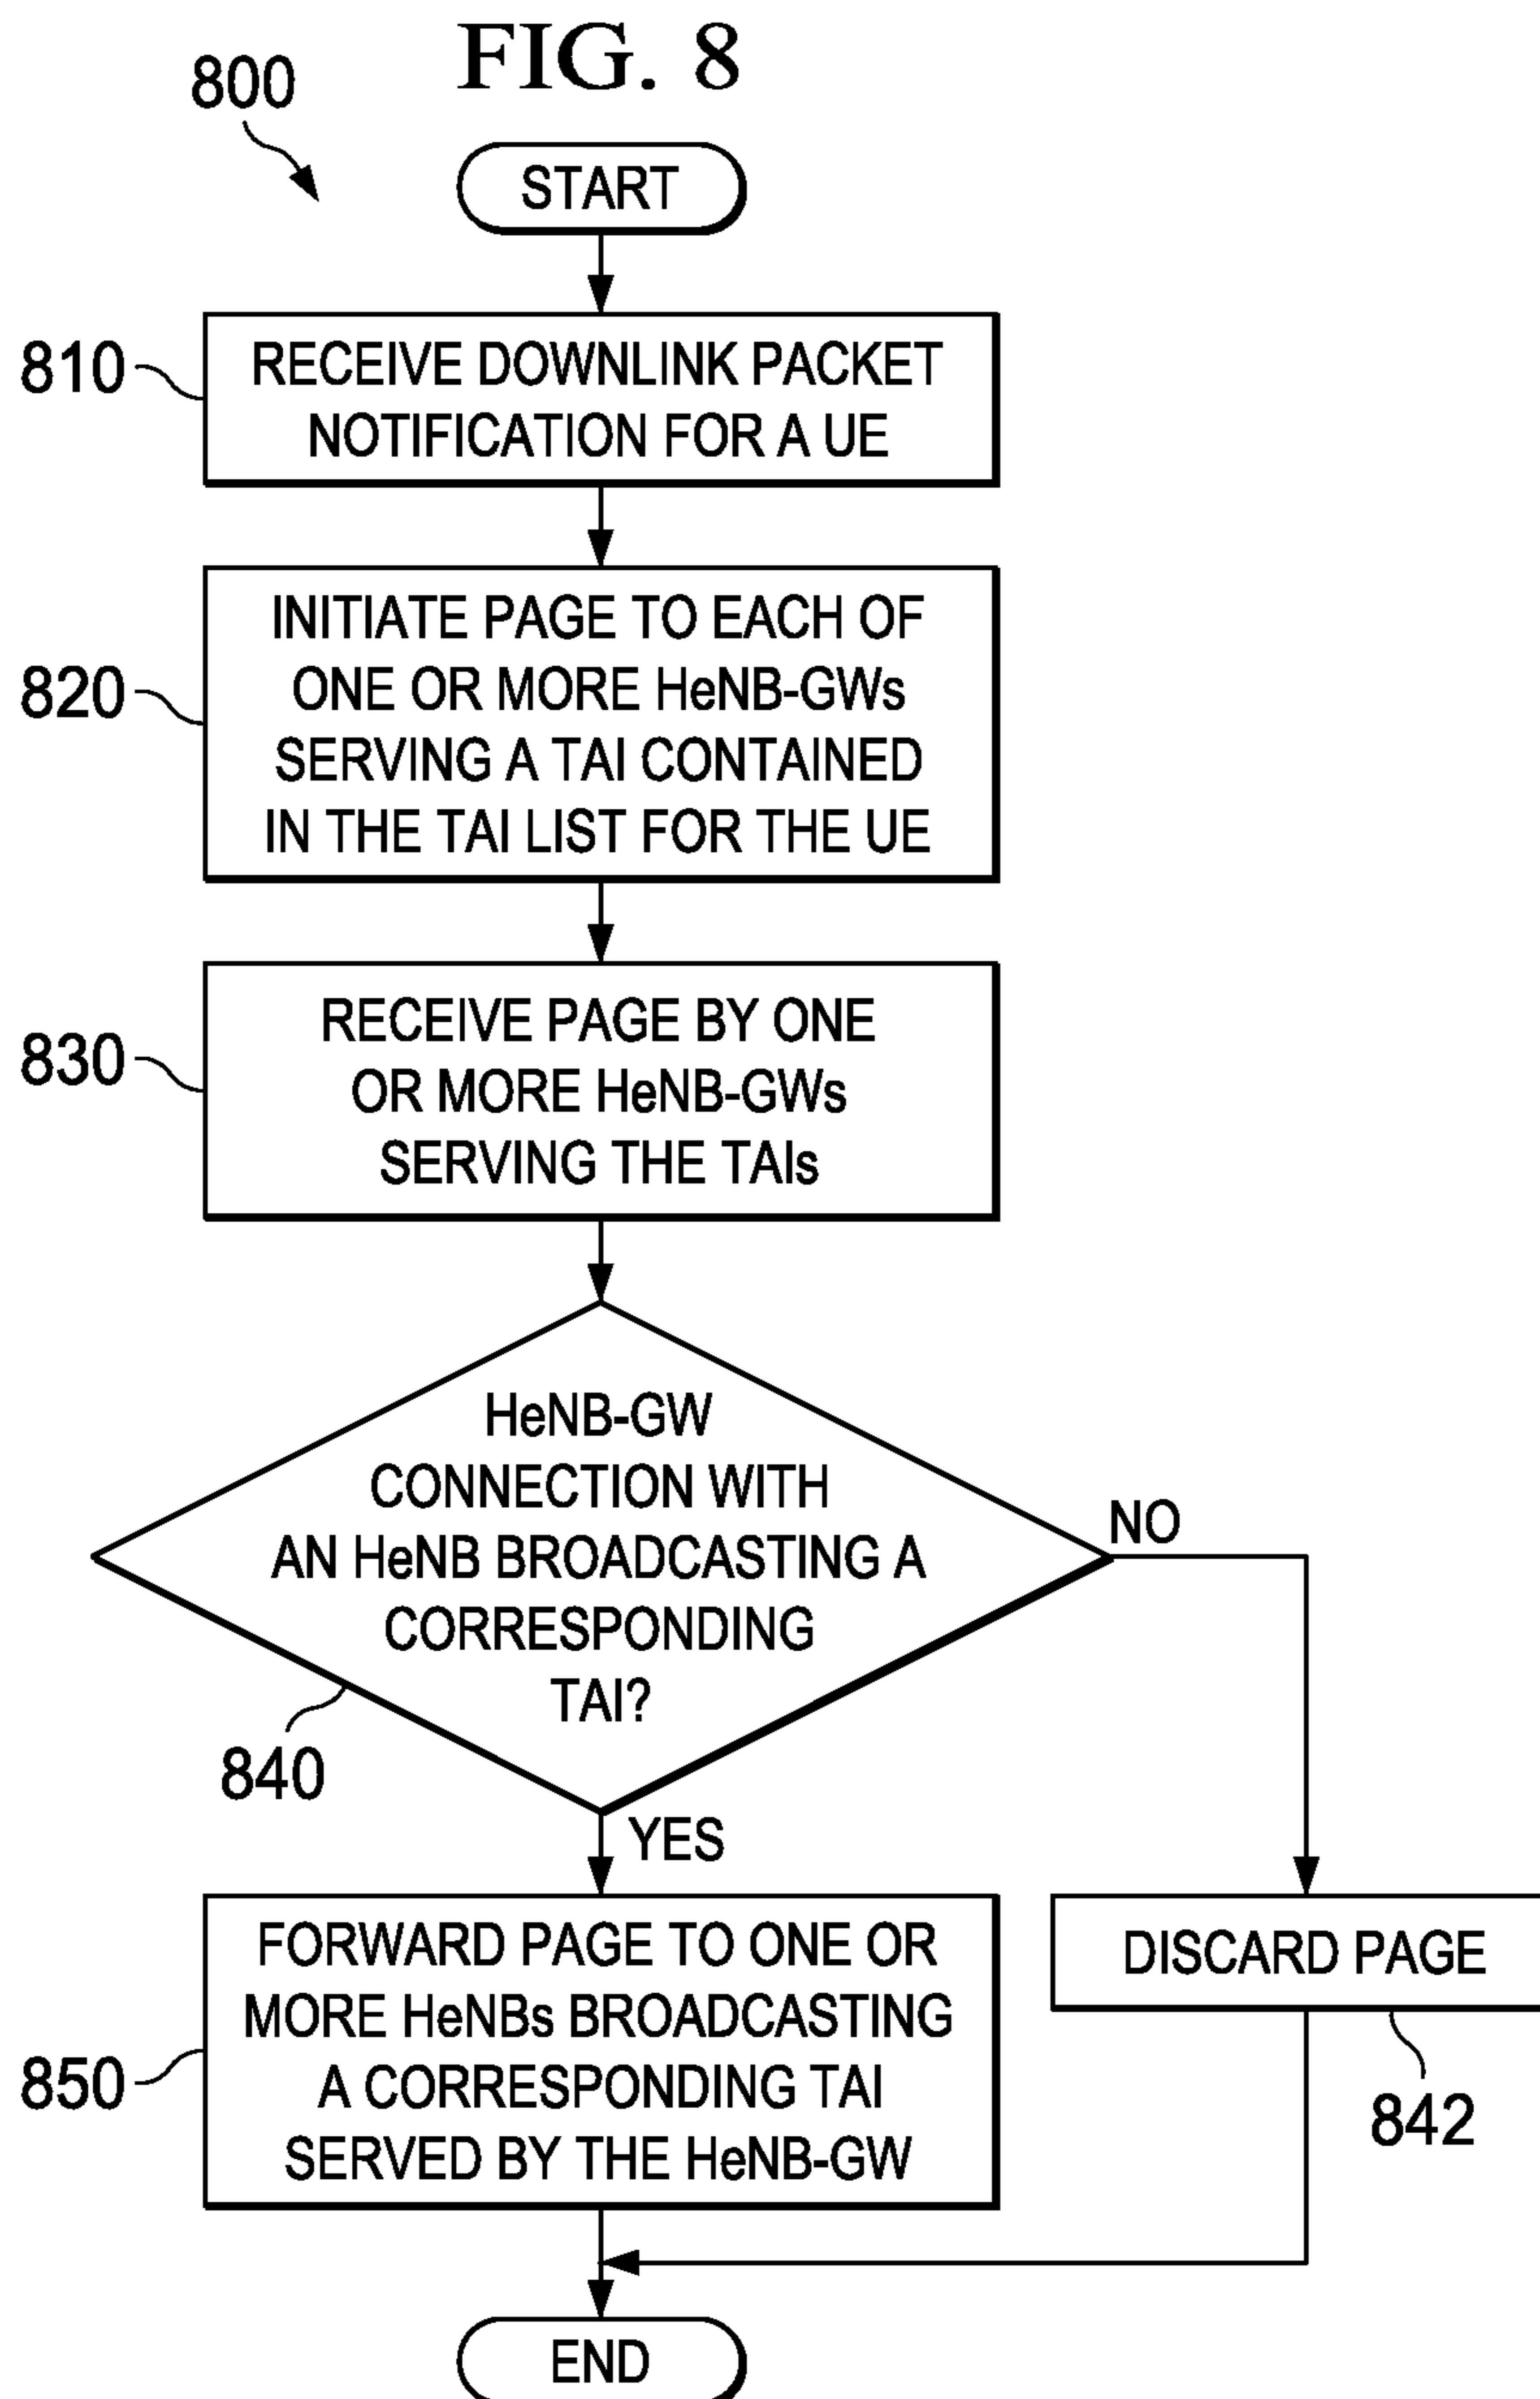 FIG. 8
800
START
810
RECEIVE DOWNLINK PACKET
NOTIFICATION FOR A UE
820
INITIATE PAGE TO EACH OF
ONE OR MORE HeNB-GWs
SERVING A TAI CONTAINED
IN THE TAI LIST FOR THE UE
830
RECEIVE PAGE BY ONE
OR MORE HeNB-GWs
SERVING THE TAIs
HeNB-GW
CONNECTION WITH
AN HeNB BROADCASTING A
CORRESPONDING
TAI?
840
NO
YES
850
FORWARD PAGE TO ONE OR
MORE HeNBs BROADCASTING
A CORRESPONDING TAI
SERVED BY THE HeNB-GW
DISCARD PAGE
842
END